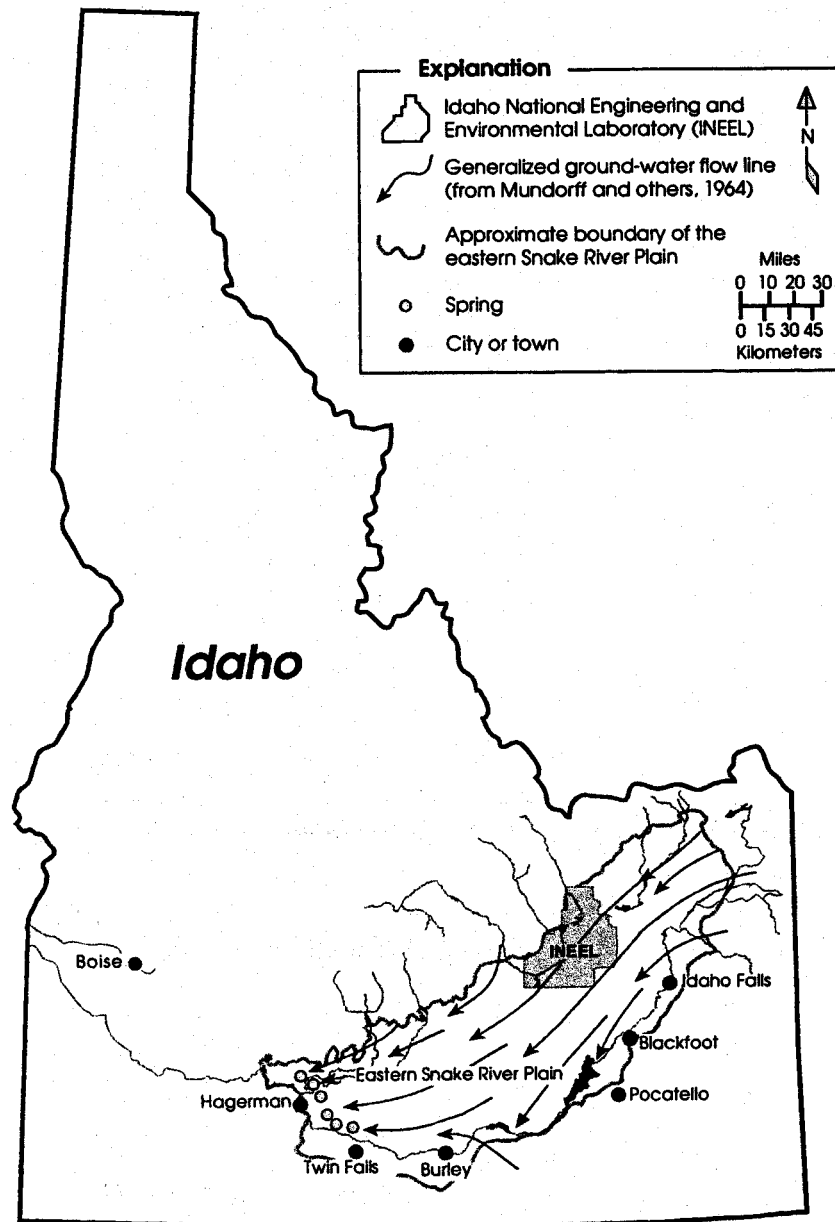 Explanation
Idaho National Engineering and
Environmental Laboratory (INEEL)
N
Generalized ground-water flow line
(from Mundorff and others, 1964)
Approximate boundary of the
eastern Snake River Plain
Miles
0 10 20 30
0 15 30 45
Kilometers
Spring
City or town
Idaho
INEEL
Boise
Idaho Falls
Blackfoot
Eastern Snake River Plain
Pocatello
Hagerman
Twin Falls
Burley